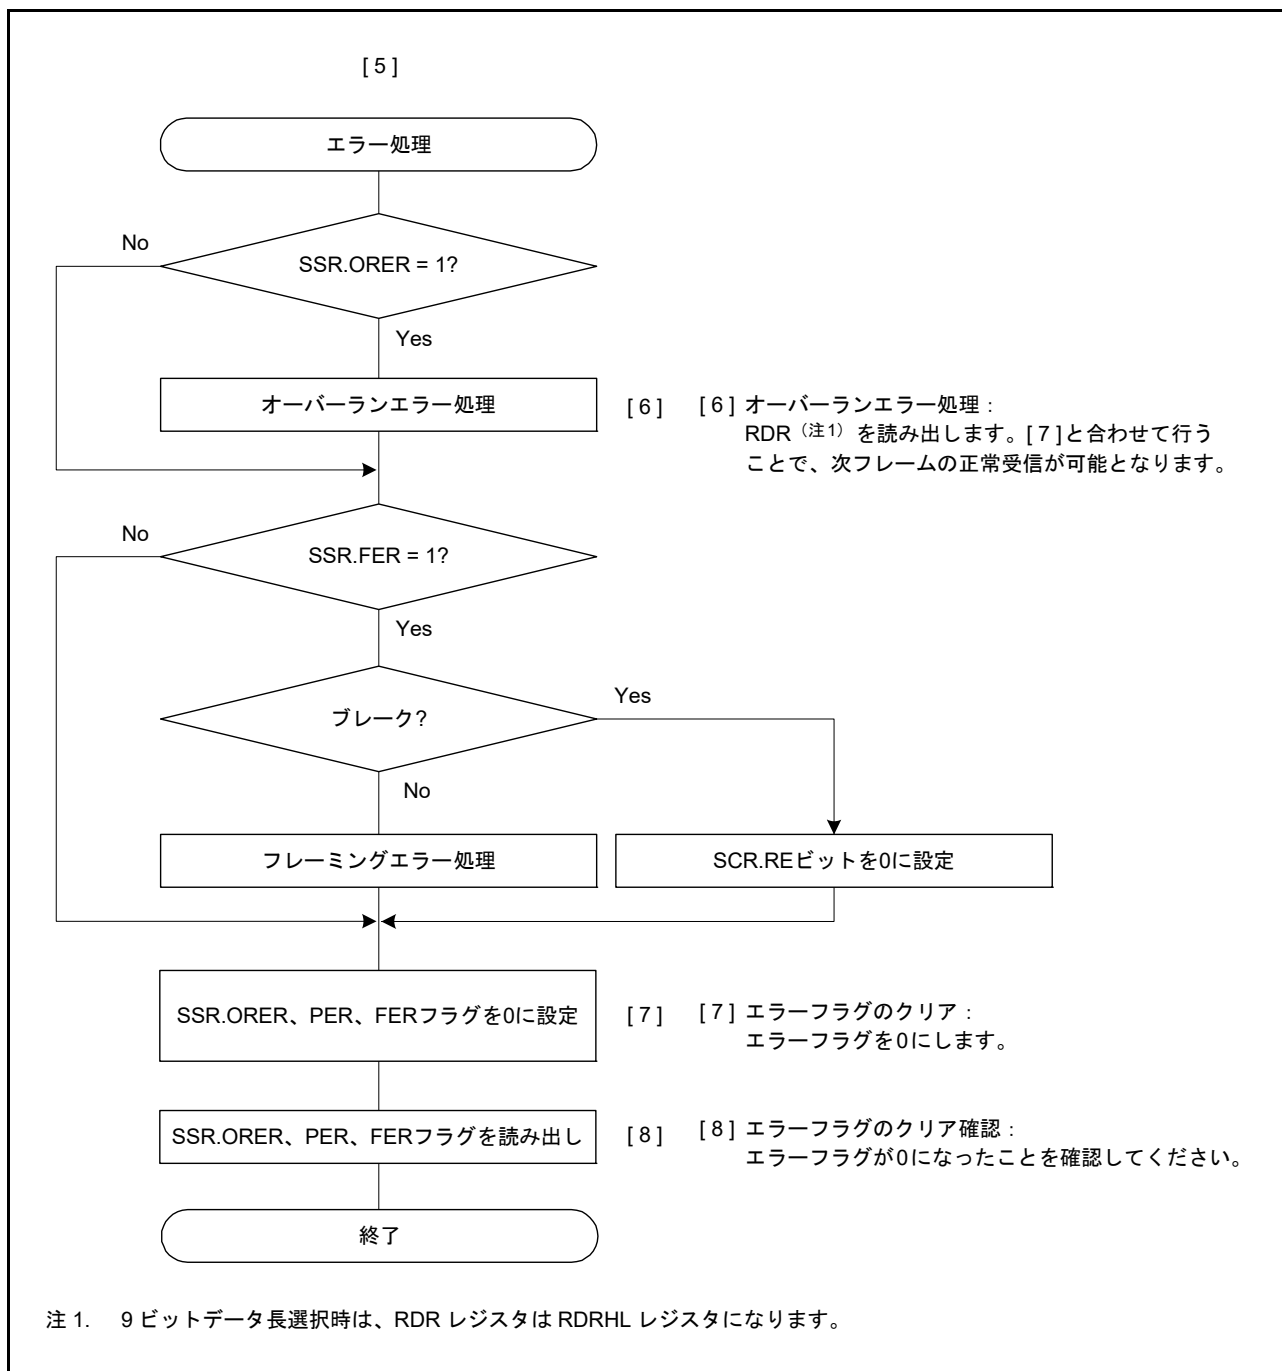 [ 5 ]
エラー処理
No
SSR.ORER = 1?
Yes
オーバーランエラー処理
[ 6 ]
[ 6 ] オーバーランエラー処理：
RDR（注1）を読み出します。[ 7 ]と合わせて行う
ことで、次フレームの正常受信が可能となります。
No
SSR.FER = 1?
Yes
ブレーク?
Yes
No
フレーミングエラー処理
SCR.REビットを0に設定
SSR.ORER、PER、FERフラグを0に設定
[ 7 ]
[ 7 ] エラーフラグのクリア：
エラーフラグを0にします。
SSR.ORER、PER、FERフラグを読み出し
[ 8 ]
[ 8 ] エラーフラグのクリア確認：
エラーフラグが0になったことを確認してください。
終了
注 1. 9 ビットデータ長選択時は、RDR レジスタは RDRHL レジスタになります。